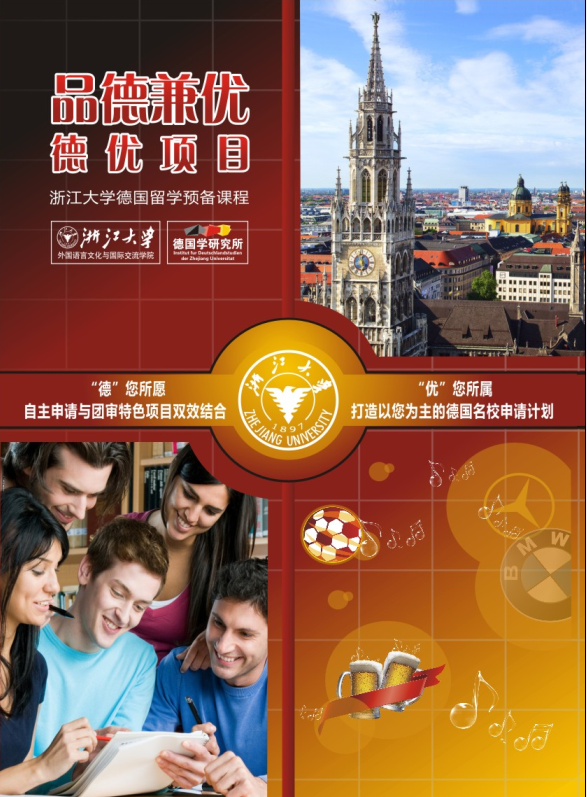 品德兼优
德优项目
浙江大学德国留学预备课程
浙江大学
外国语言文化与国际交流学院
德国学研究所
Institut für Deutschlandstudien
der Zhejiang Universität
“德”您所愿
自主申请与团审特色项目双效结合
“优”您所属
打造以您为主的德国名校申请计划
浙江大学
1897
ZHEJIANG UNIVERSITY
BMW